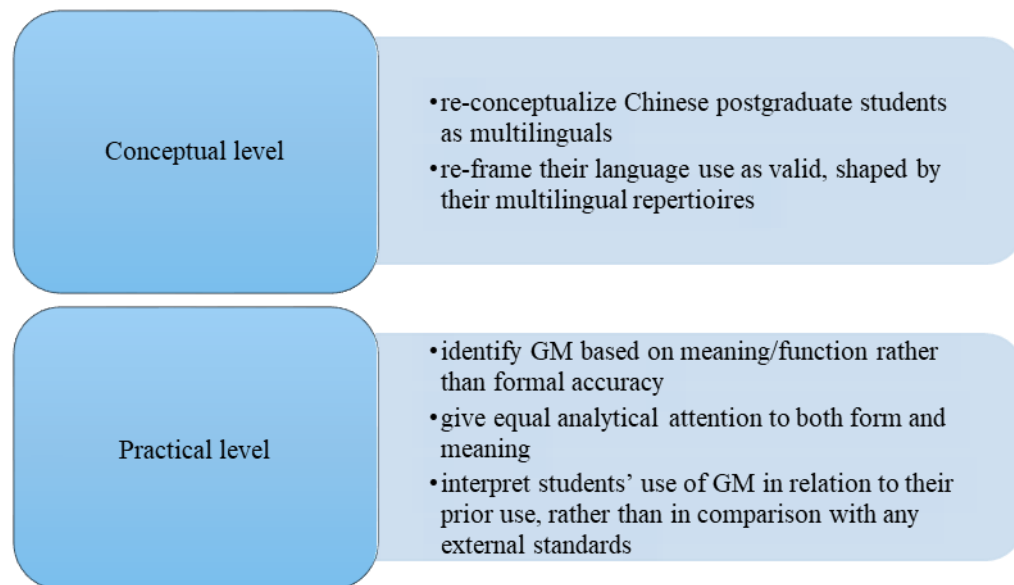 Conceptual level
•re-conceptualize Chinese postgraduate students
as multilinguals
•re-frame their language use as valid, shaped by
their multilingual repertioires
Practical level
•identify GM based on meaning/function rather
than formal accuracy
•give equal analytical attention to both form and
meaning
•interpret students’ use of GM in relation to their
prior use, rather than in comparison with any
external standards